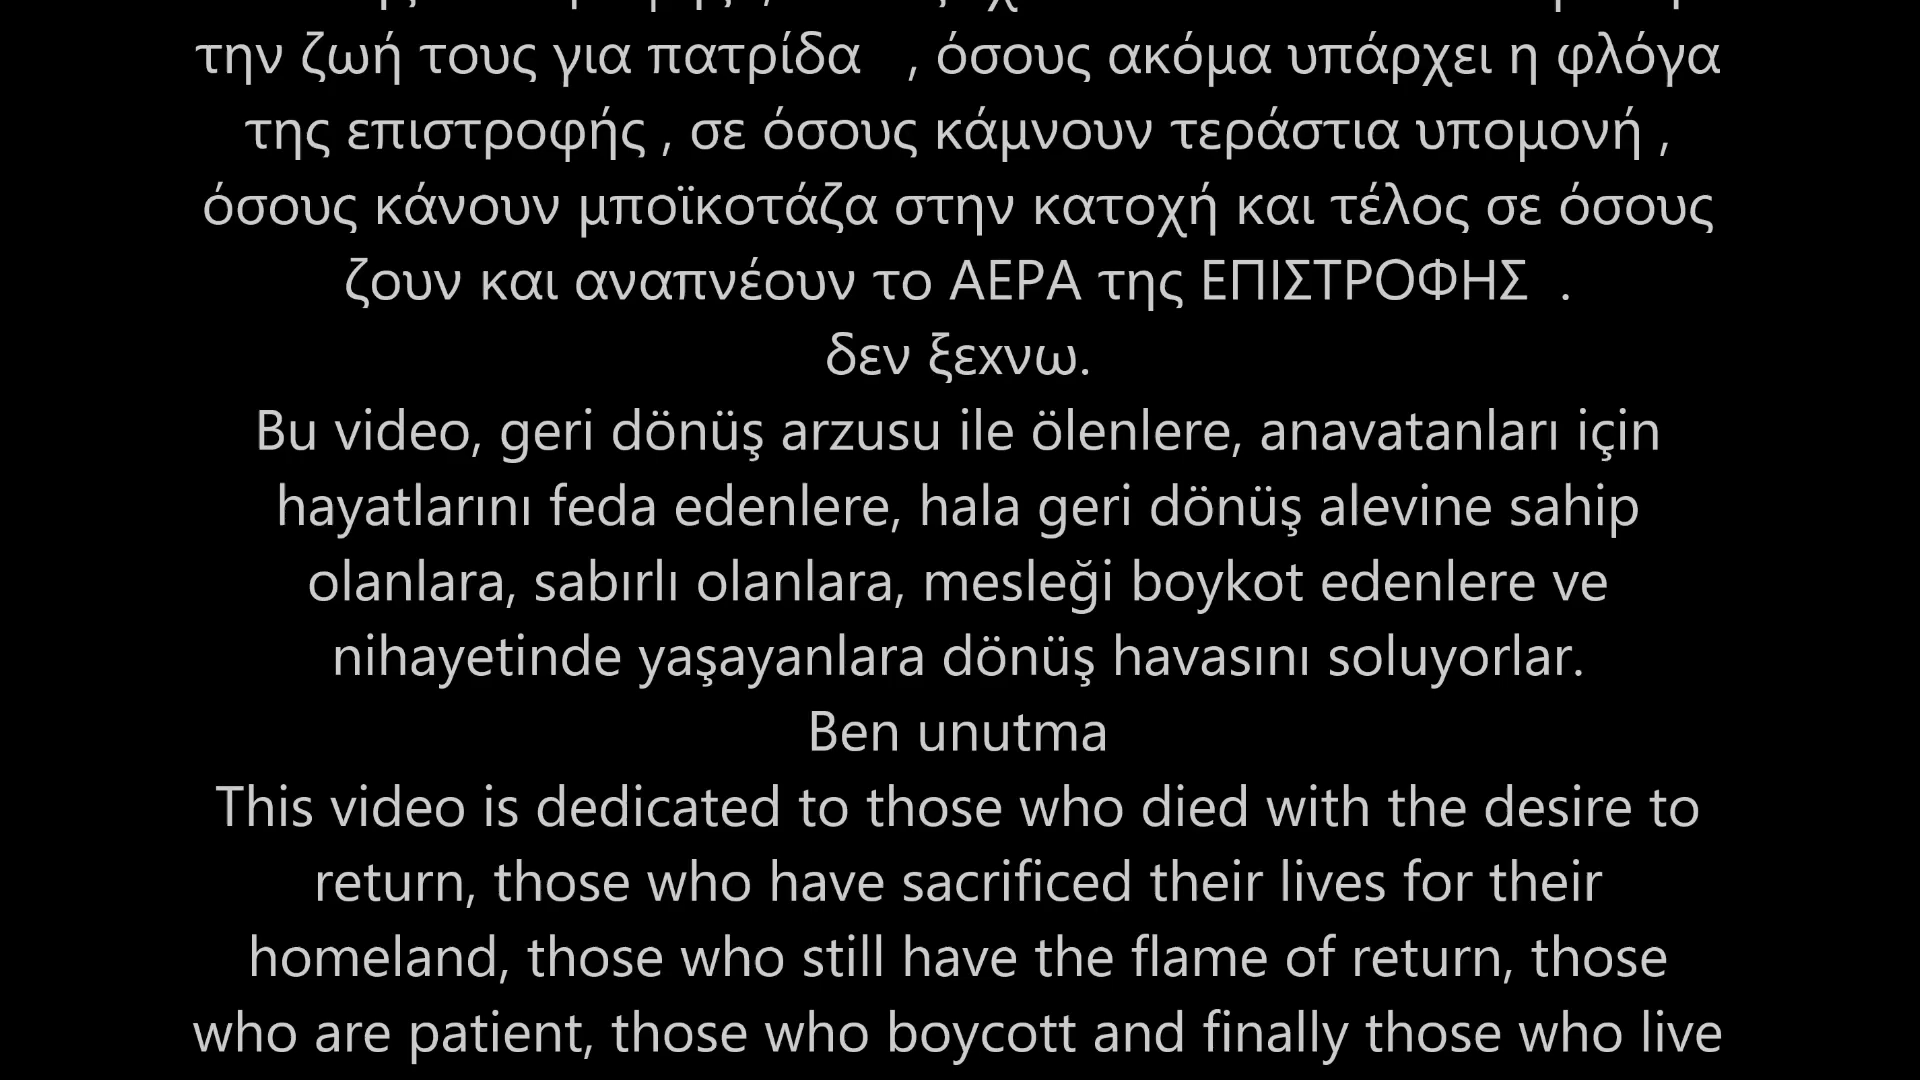 την ζωή τους για πατρίδα , όσους ακόμα υπάρχει η φλόγα
της επιστροφής , σε όσους κάμνουν τεράστια υπομονή ,
όσους κάνουν μποϊκοτάζα στην κατοχή και τέλος σε όσους
ζουν και αναπνέουν το ΑΕΡΑ της ΕΠΙΣΤΡΟΦΗΣ .
δεν ξεχνω.
Bu video, geri dönüş arzusu ile ölenlere, anavatanları için
hayatlarını feda edenlere, hala geri dönüş alevine sahip
olanlara, sabırlı olanlara, mesleği boykot edenlere ve
nihayetinde yaşayanlara dönüş havasını soluyorlar.
Ben unutma
This video is dedicated to those who died with the desire to
return, those who have sacrificed their lives for their
homeland, those who still have the flame of return, those
who are patient, those who boycott and finally those who live